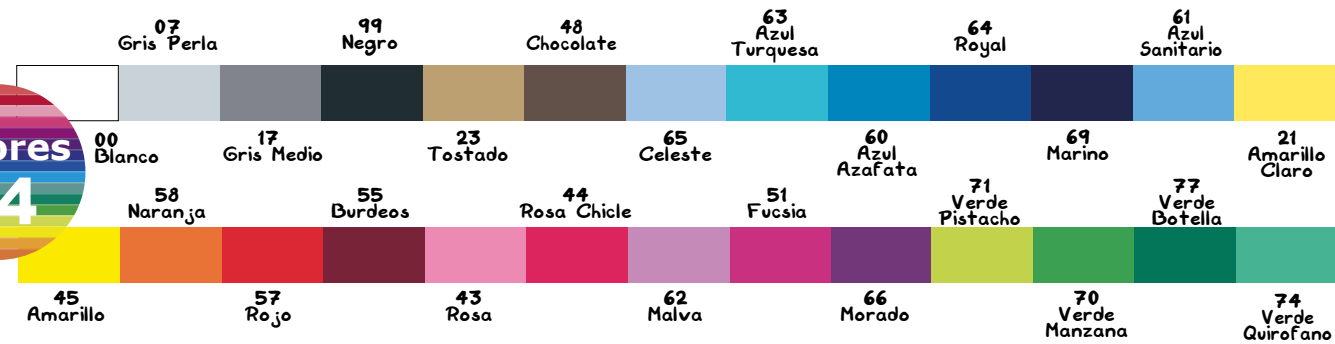 07
Gris Perla
99
Negro
48
Chocolate
63
Azul
Turquesa
64
Royal
61
Azul
Sanitario
00
Blanco
17
Gris Medio
23
Tostado
65
Celeste
60
Azul
Azafata
69
Marino
21
Amarillo
Claro
ores
4
58
Naranja
55
Burdeos
44
Rosa Chicle
51
Fucsia
71
Verde
Pistacho
77
Verde
Botella
45
Amarillo
57
Rojo
43
Rosa
62
Malva
66
Morado
70
Verde
Manzana
74
Verde
Quirofano